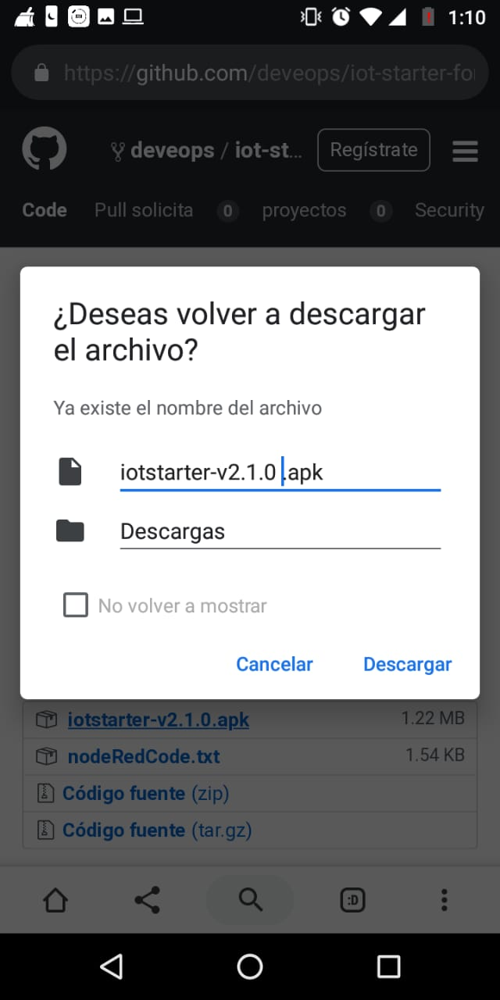 1:10
https://github.com/deveops/iot-starter-for
deveops / iot-st...
Regístrate
Code
Pull solicita
0
proyectos
0
Security
¿Deseas volver a descargar
el archivo?
Ya existe el nombre del archivo
iotstarter-v2.1.0 .apk
Descargas
No volver a mostrar
Cancelar
Descargar
iotstarter-v2.1.0.apk
1.22 MB
nodeRedCode.txt
1.54 KB
Código fuente (zip)
Código fuente (tar.gz)
:D